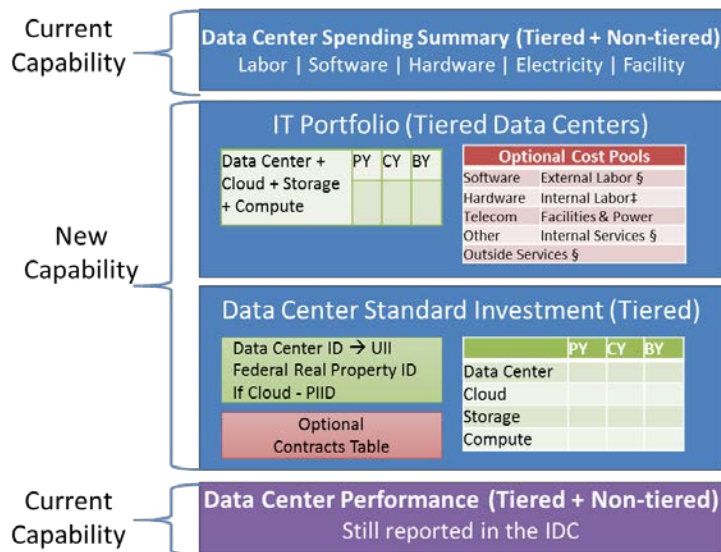 Current
Capability
Data Center Spending Summary (Tiered + Non-tiered)
Labor | Software | Hardware | Electricity | Facility
New
Capability
IT Portfolio (Tiered Data Centers)
Data Center +
Cloud + Storage
+ Compute
PY CY BY
Optional Cost Pools
Software External Labor §
Hardware Internal Labor‡
Telecom Facilities & Power
Other Internal Services §
Outside Services §
Data Center Standard Investment (Tiered)
Data Center ID → UII
Federal Real Property ID
If Cloud - PIID
Optional
Contracts Table
PY CY BY
Data Center
Cloud
Storage
Compute
Current
Capability
Data Center Performance (Tiered + Non-tiered)
Still reported in the IDC